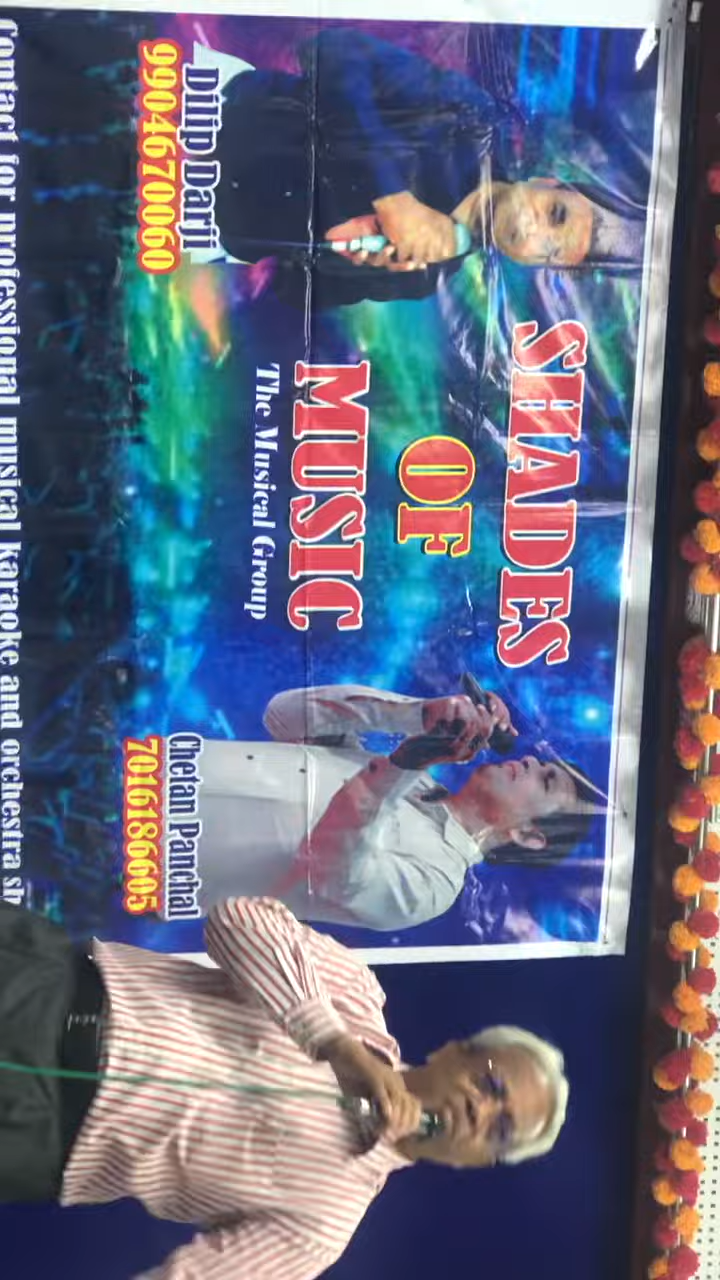 SHADES
OF
MUSIC
The Musical Group
Dilip Darji
9904670060
Chetan Panchal
7016186605
Contact for professional musical karaoke and orchestra